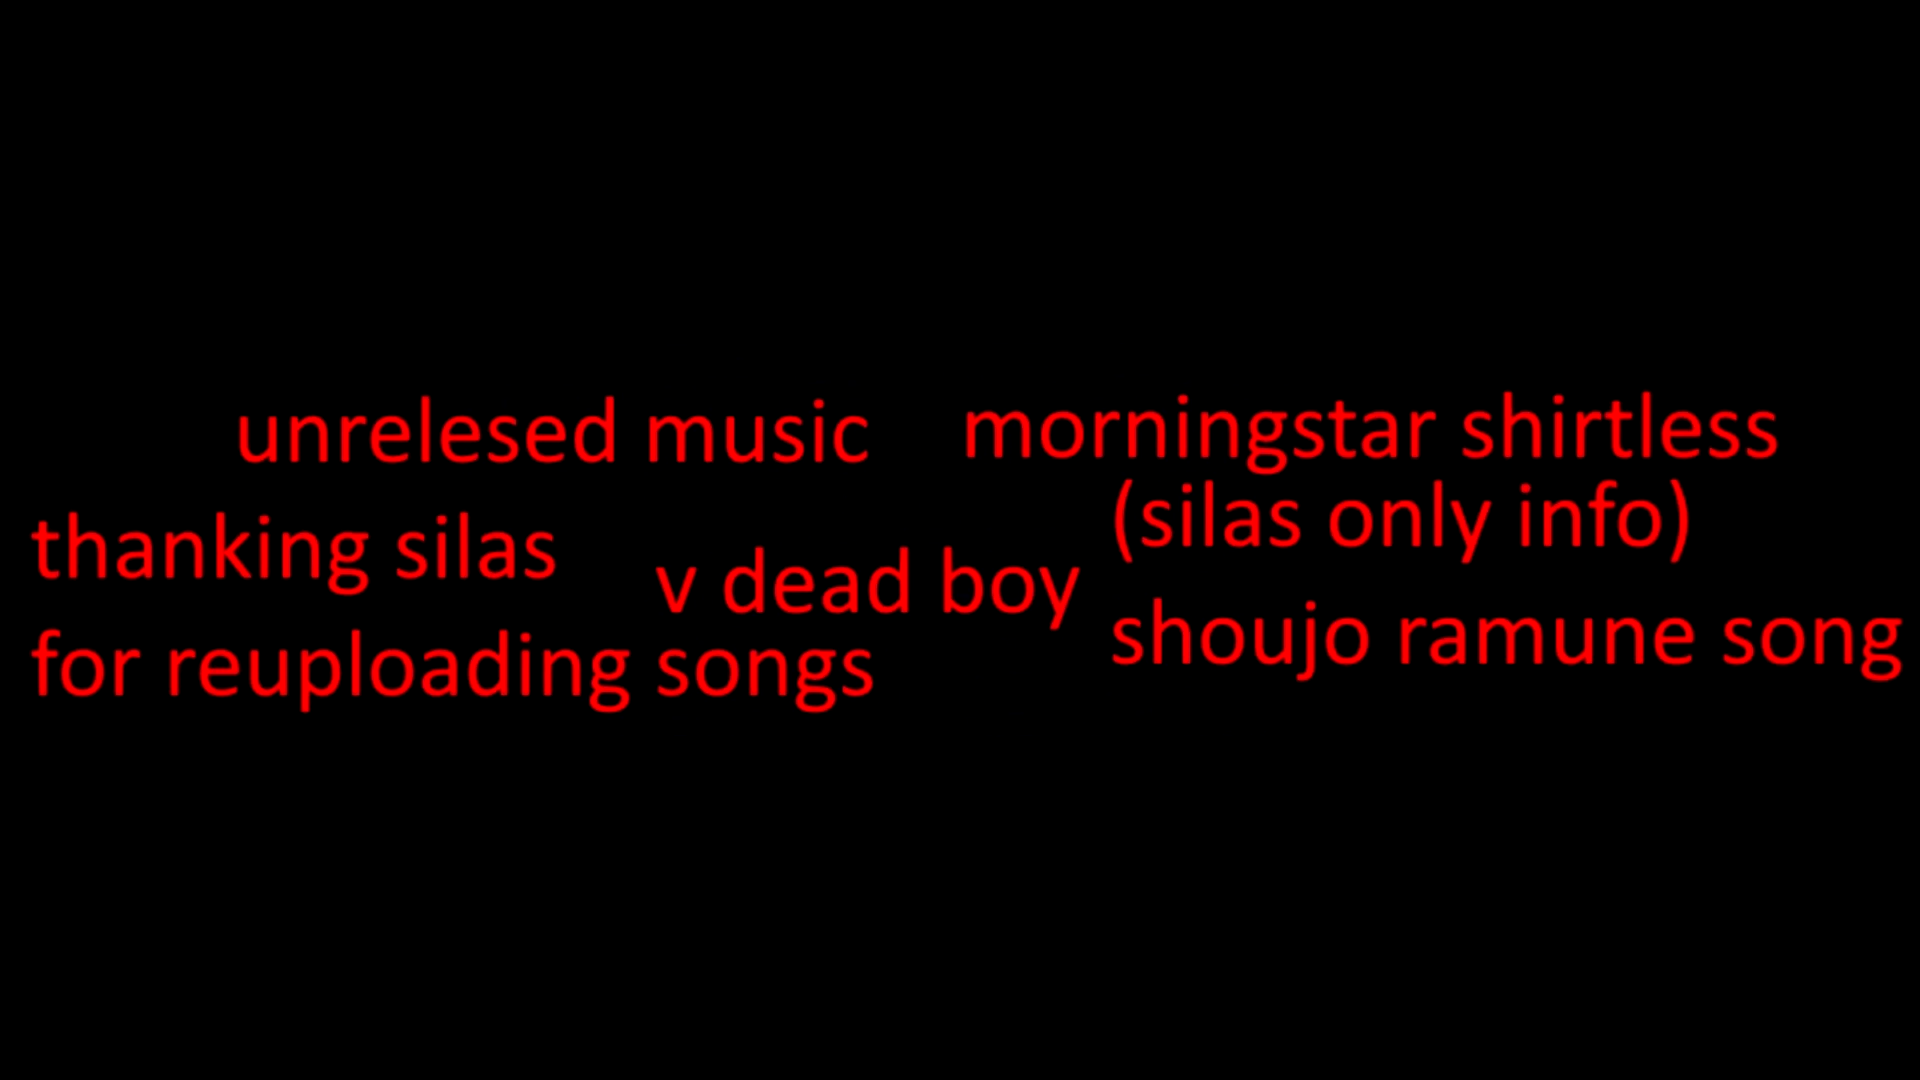 unrelesed music
morningstar shirtless
(silas only info)
thanking silas
v dead boy
shoujo ramune song
for reuploading songs